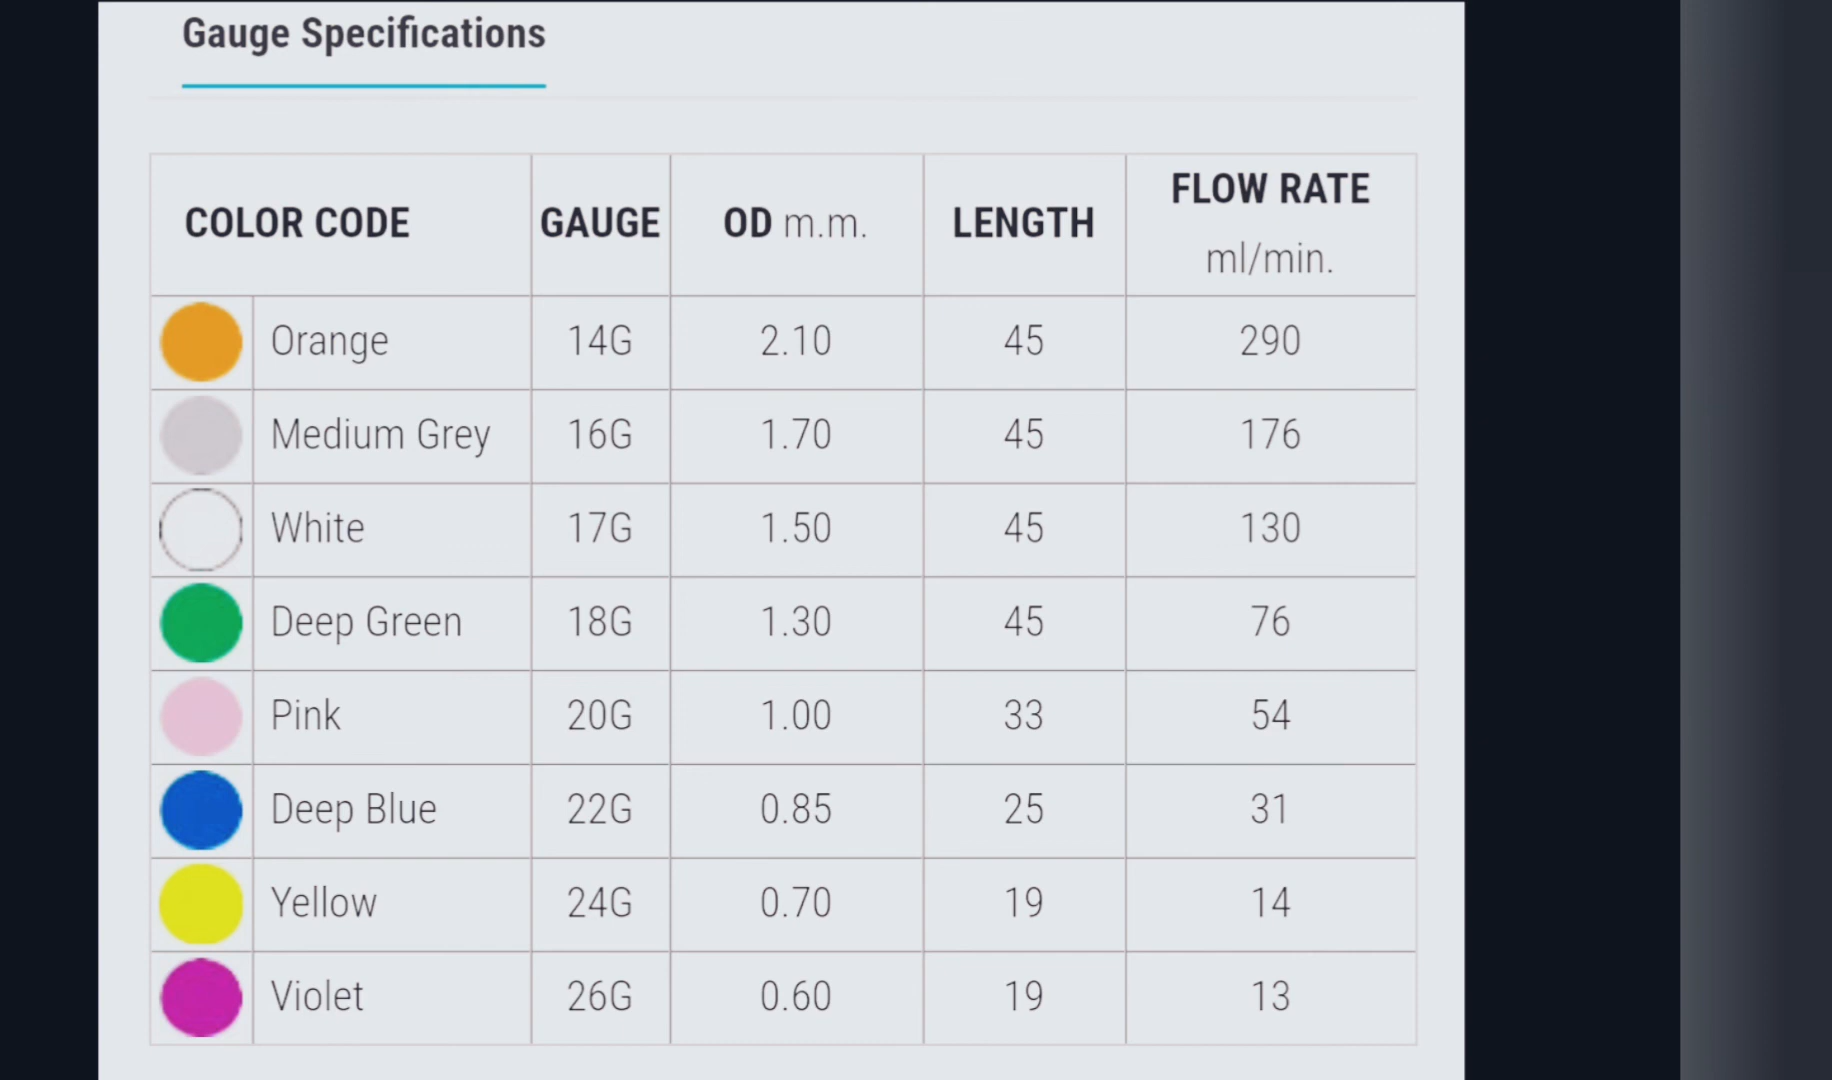 Gauge Specifications
COLOR CODE GAUGE OD m.m. LENGTH FLOW RATE ml/min.
Orange 14G 2.10 45 290
Medium Grey 16G 1.70 45 176
White 17G 1.50 45 130
Deep Green 18G 1.30 45 76
Pink 20G 1.00 33 54
Deep Blue 22G 0.85 25 31
Yellow 24G 0.70 19 14
Violet 26G 0.60 19 13